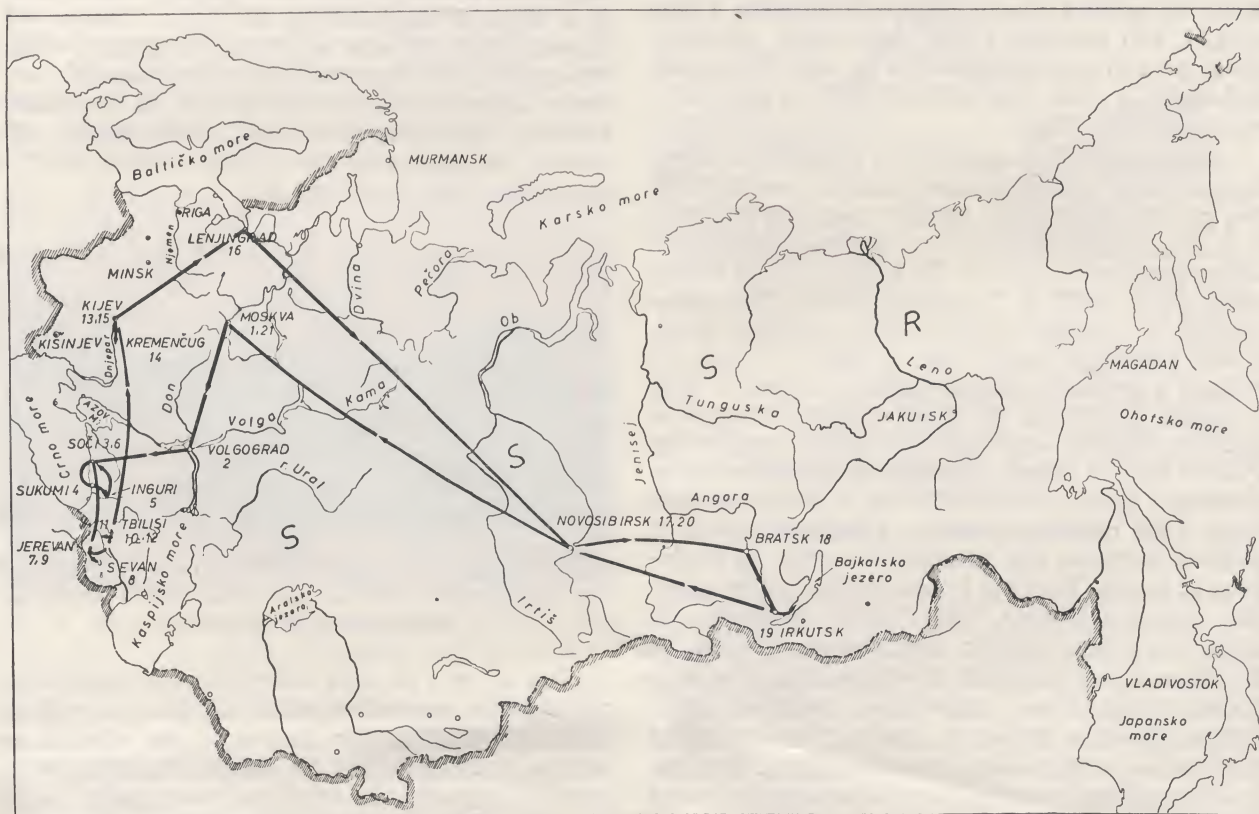 Baltičko more
MURMANSK
Karsko more
RIGA
Njemen
LENJINGRAD
16
MINSK
Dvina
Pečora
KIJEV
13,15
MOSKVA
1,21
Ob
KIŠINJEV
Dnjepar
KREMENČUG
14
R
S
Leno
MAGADAN
Don
Kama
Volga
Tunguska
JAKUTSK
Ohotsko more
AZOV.
M.
Crno more
SOČI 3,6
VOLGOGRAD
2
r. Ural
S
Jenisej
Angora
SUKUMI 4
INGURI
5
NOVOSIBIRSK 17,20
BRATSK 18
11
TBILISI
10,12
S
Bajkalsko
jezero
JEREVAN
7,9
SEVAN
8
Kaspijsko more
Aralsko
jezero
Irtiš
19 IRKUTSK
VLADIVOSTOK
Japansko
more